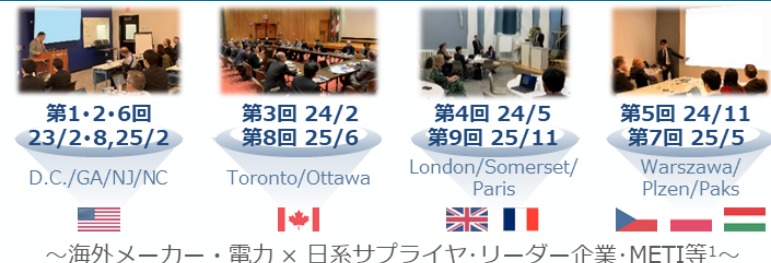 第1・2・6回
23/2・8,25/2
D.C./GA/NJ/NC
第3回 24/2
第8回 25/6
Toronto/Ottawa
第4回 24/5
第9回 25/11
London/Somerset/
Paris
第5回 24/11
第7回 25/5
Warszawa/
Plzen/Paks
～海外メーカー・電力 × 日系サプライヤ・リーダー企業・METI等1～